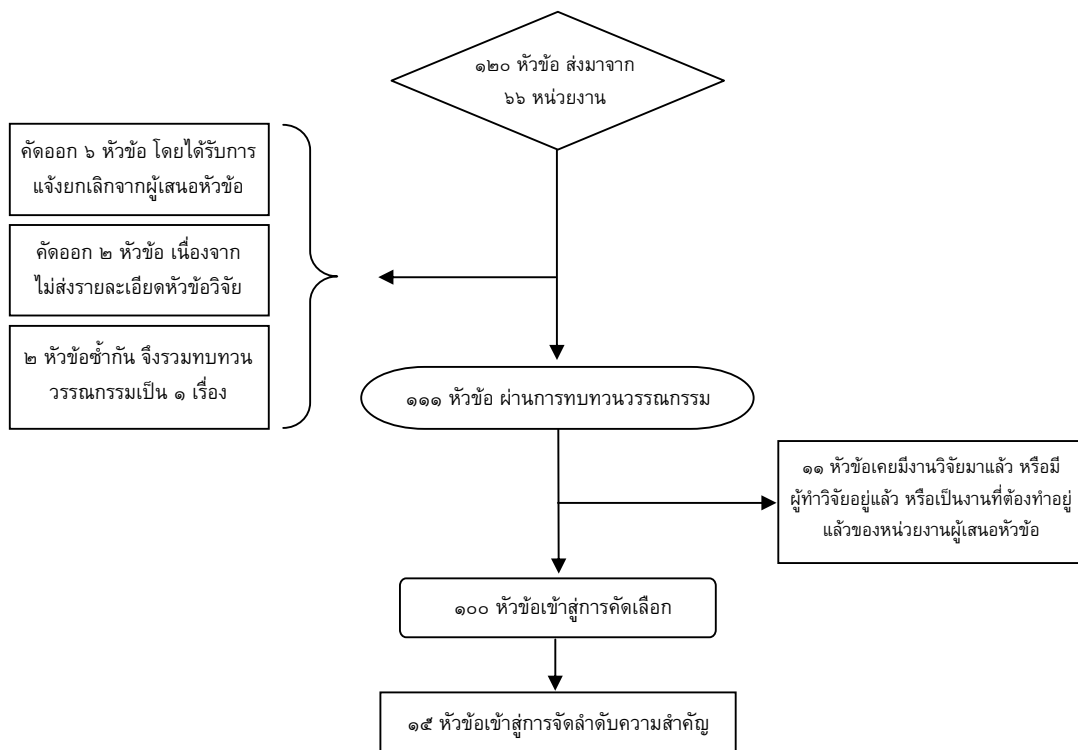 ๑๒๐ หัวข้อ ส่งมาจาก
๖๖ หน่วยงาน
คัดออก ๖ หัวข้อ โดยได้รับการ
แจ้งยกเลิกจากผู้เสนอหัวข้อ
คัดออก ๒ หัวข้อ เนื่องจาก
ไม่ส่งรายละเอียดหัวข้อวิจัย
๒ หัวข้อซ้ำกัน จึงรวมทบทวน
วรรณกรรมเป็น ๑ เรื่อง
๑๑๑ หัวข้อ ผ่านการทบทวนวรรณกรรม
๑๑ หัวข้อเคยมีงานวิจัยมาแล้ว หรือมี
ผู้ทำวิจัยอยู่แล้ว หรือเป็นงานที่ต้องทำอยู่
แล้วของหน่วยงานผู้เสนอหัวข้อ
๑๐๐ หัวข้อเข้าสู่การคัดเลือก
๑๕ หัวข้อเข้าสู่การจัดลำดับความสำคัญ